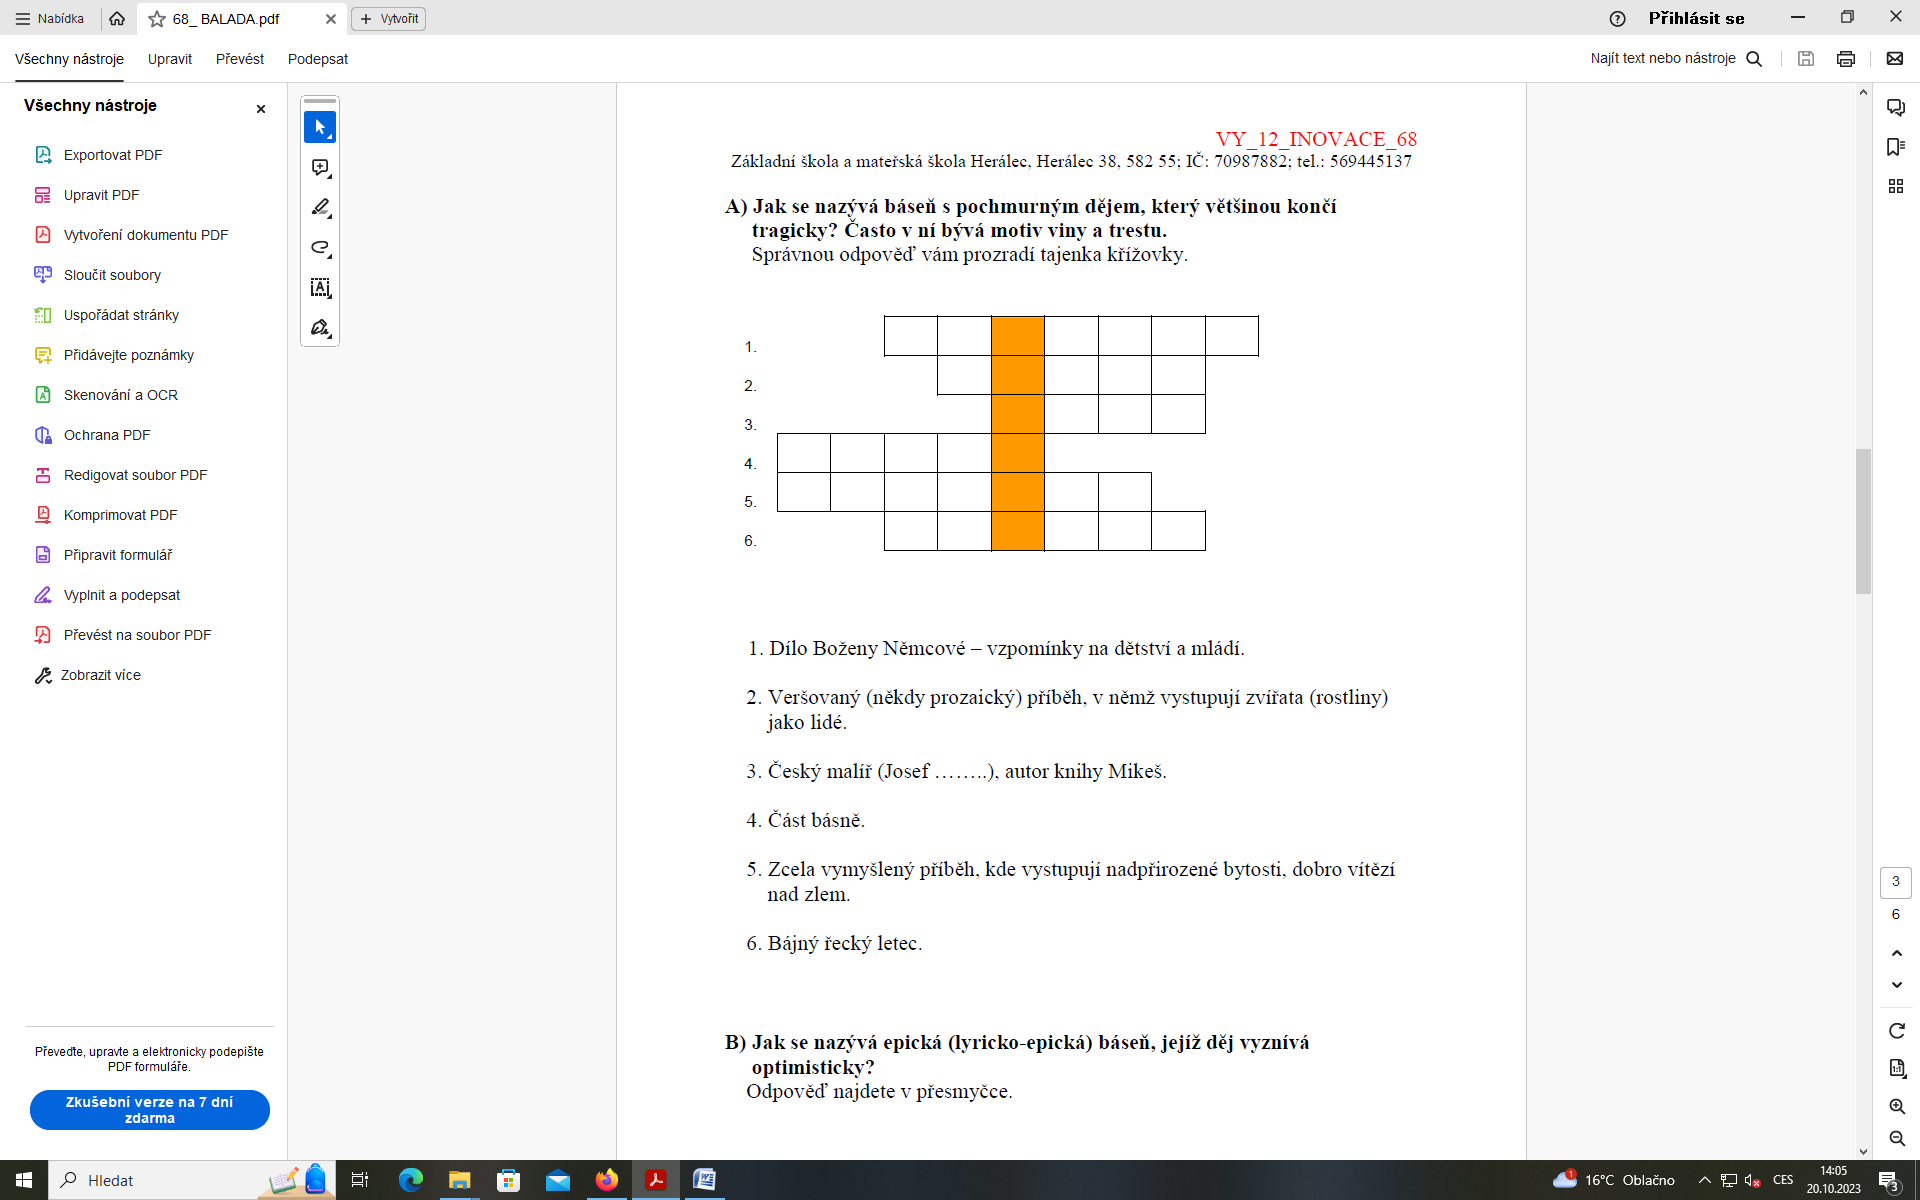 Nabídka
68_ BALADA.pdf
Vytvořit
Přihlásit se
Všechny nástroje
Upravit
Převést
Podepsat
Najít text nebo nástroje
Všechny nástroje
Exportovat PDF
Upravit PDF
Vytvoření dokumentu PDF
Sloučit soubory
Uspořádat stránky
Přidávejte poznámky
Skenování a OCR
Ochrana PDF
Redigovat soubor PDF
Komprimovat PDF
Připravit formulář
Vyplnit a podepsat
Převést na soubor PDF
Zobrazit více
Převeďte, upravte a elektronicky podepište
PDF formuláře.
Zkušební verze na 7 dní
zdarma
VY_12_INOVACE_68
Základní škola a mateřská škola Herálec, Herálec 38, 582 55; IČ: 70987882; tel.: 569445137
A) Jak se nazývá báseň s pochmurným dějem, který většinou končí
tragicky? Často v ní bývá motiv viny a trestu.
Správnou odpověď vám prozradí tajenka křížovky.
1.
2.
3.
4.
5.
6.
1. Dílo Boženy Němcové – vzpomínky na dětství a mládí.
2. Veršovaný (někdy prozaický) příběh, v němž vystupují zvířata (rostliny)
jako lidé.
3. Český malíř (Josef ……..), autor knihy Mikeš.
4. Část básně.
5. Zcela vymyšlený příběh, kde vystupují nadpřirozené bytosti, dobro vítězí
nad zlem.
6. Bájný řecký letec.
B) Jak se nazývá epická (lyricko-epická) báseň, jejíž děj vyznívá
optimisticky?
Odpověď najdete v přesmyčce.
3
6
1:1
Hledat
1
16°C Oblačno
CES
14:05
20.10.2023
3